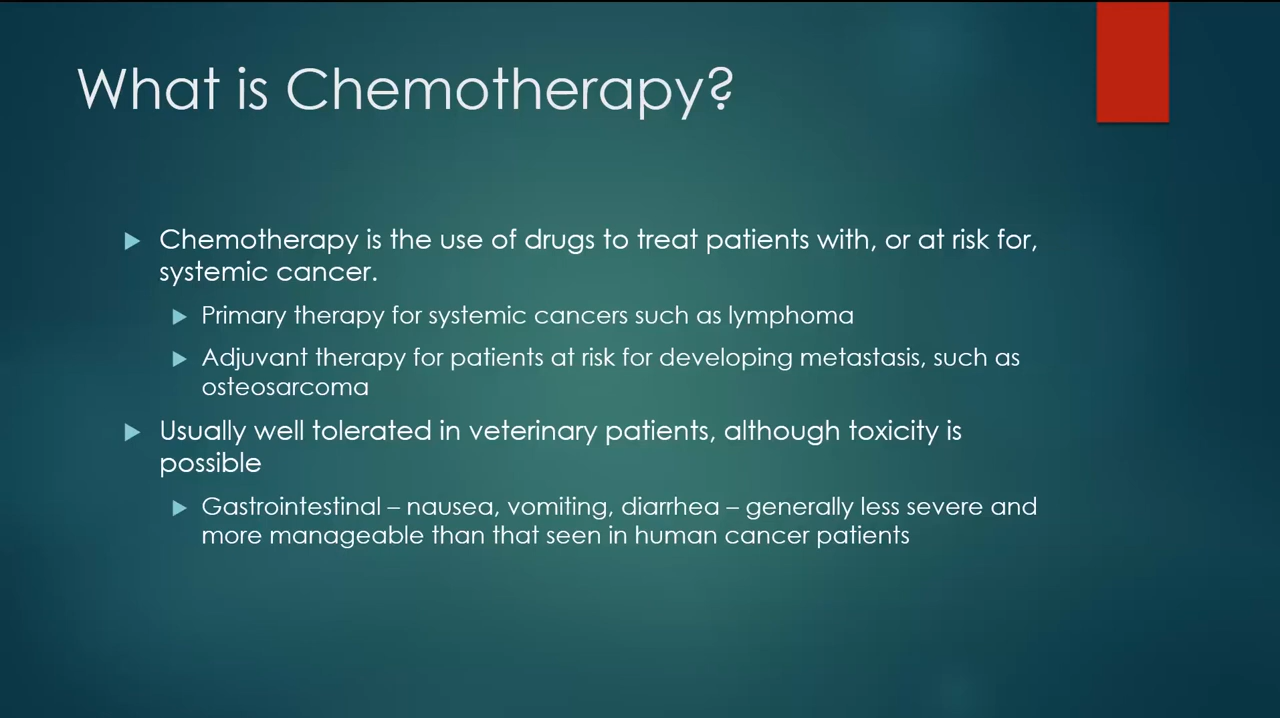 What is Chemotherapy?
Chemotherapy is the use of drugs to treat patients with, or at risk for,
systemic cancer.
Primary therapy for systemic cancers such as lymphoma
Adjuvant therapy for patients at risk for developing metastasis, such as
osteosarcoma
Usually well tolerated in veterinary patients, although toxicity is
possible
Gastrointestinal – nausea, vomiting, diarrhea – generally less severe and
more manageable than that seen in human cancer patients